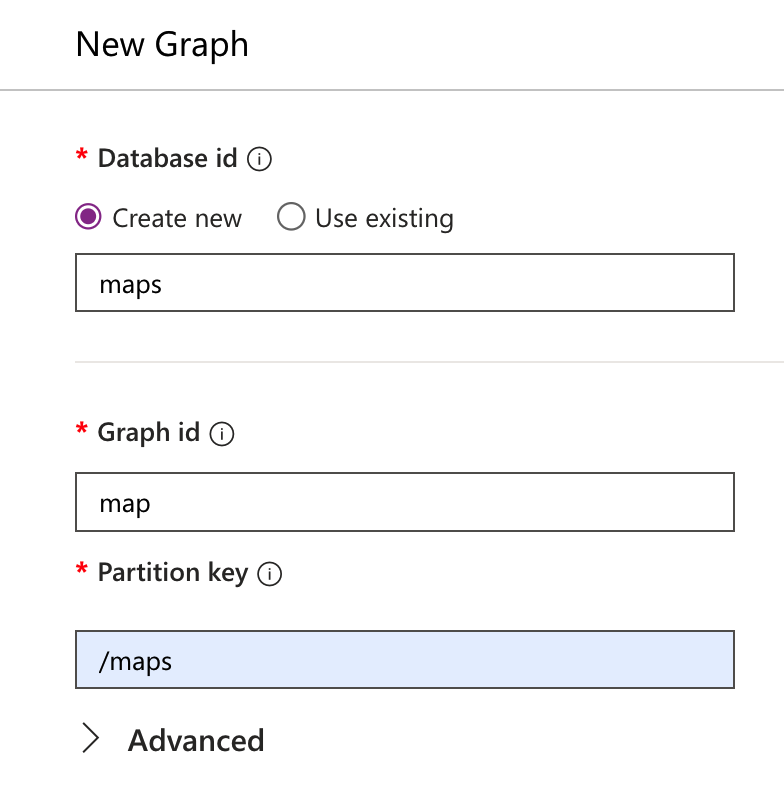 New Graph
* Database id
Create new Use existing
maps
* Graph id
map
* Partition key
/maps
Advanced